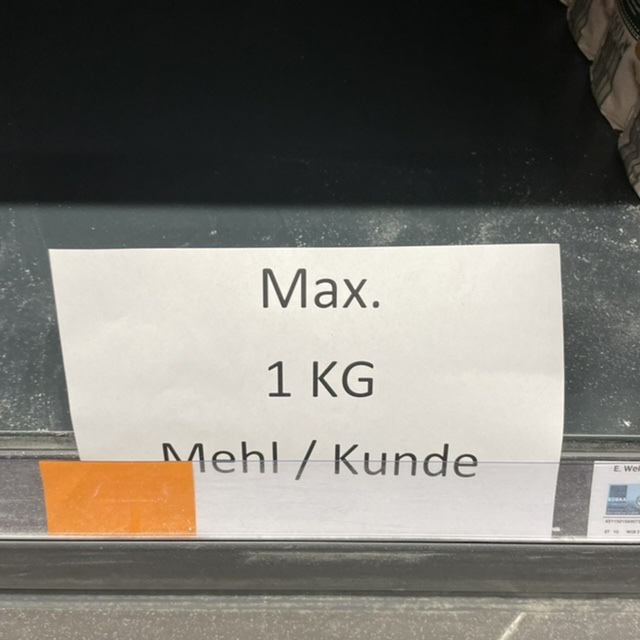 Max.
1 KG
Mehl / Kunde